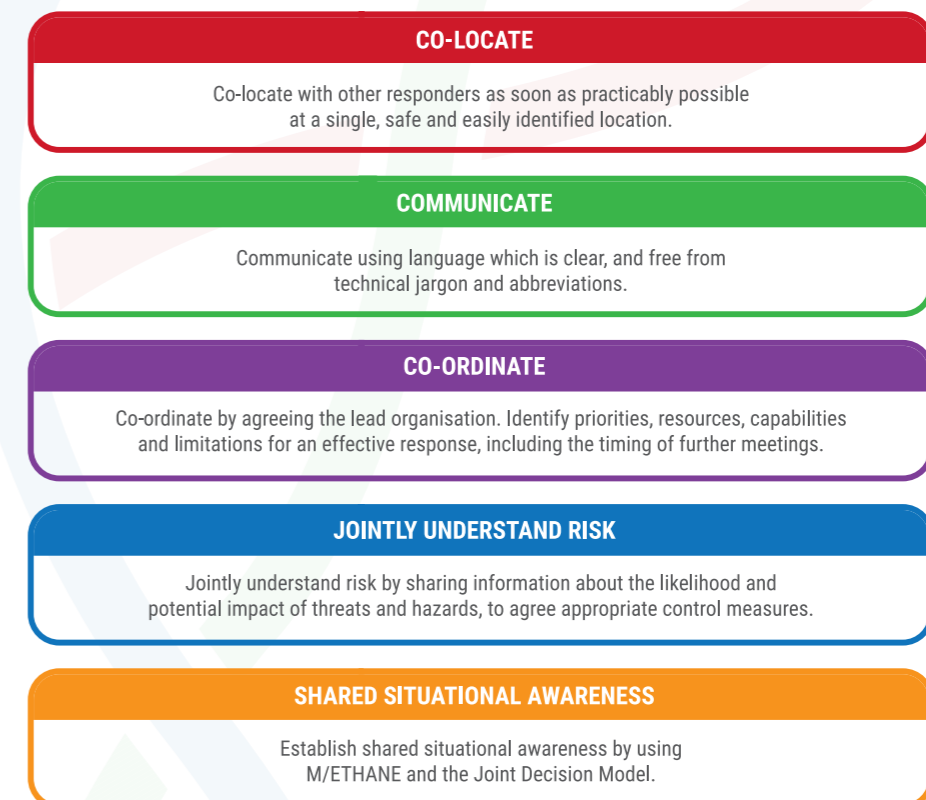 CO-LOCATE
Co-locate with other responders as soon as practicably possible
at a single, safe and easily identified location.
COMMUNICATE
Communicate using language which is clear, and free from
technical jargon and abbreviations.
CO-ORDINATE
Co-ordinate by agreeing the lead organisation. Identify priorities, resources, capabilities
and limitations for an effective response, including the timing of further meetings.
JOINTLY UNDERSTAND RISK
Jointly understand risk by sharing information about the likelihood and
potential impact of threats and hazards, to agree appropriate control measures.
SHARED SITUATIONAL AWARENESS
Establish shared situational awareness by using
M/ETHANE and the Joint Decision Model.